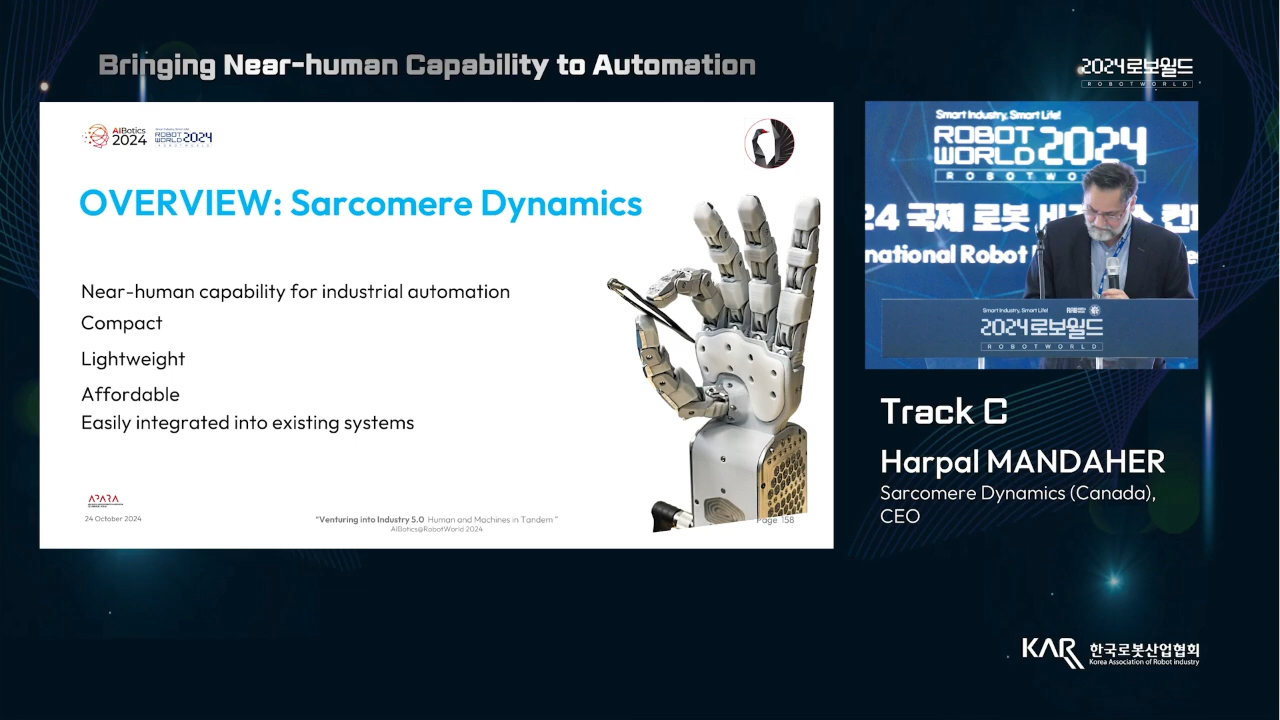 Bringing Near-human Capability to Automation
2024로보월드
ROBOTWORLD
AIBotics
2024
Smart Industry, Smart Life!
ROBOT
WORLD 2024
ROBOTWORLD
OVERVIEW: Sarcomere Dynamics
Near-human capability for industrial automation
Compact
Lightweight
Affordable
Easily integrated into existing systems
APARA
24 October 2024
"Venturing into Industry 5.0 Human and Machines in Tandem "
AIBotics@RobotWorld 2024
Page 158
Smart Industry, Smart Life!
ROBOT
WORLD 2024
ROBOTWO
24 국제 로봇
national Robot
Smart Industry, Smart Life!
2024로보월드
ROBOTWORLD
Track C
Harpal MANDAHER
Sarcomere Dynamics (Canada),
CEO
KAR 한국로봇산업협회
Korea Association of Robot Industry